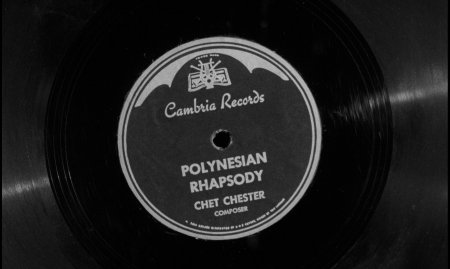 Cambria Records
POLYNESIAN
RHAPSODY
CHET CHESTER
COMPOSER